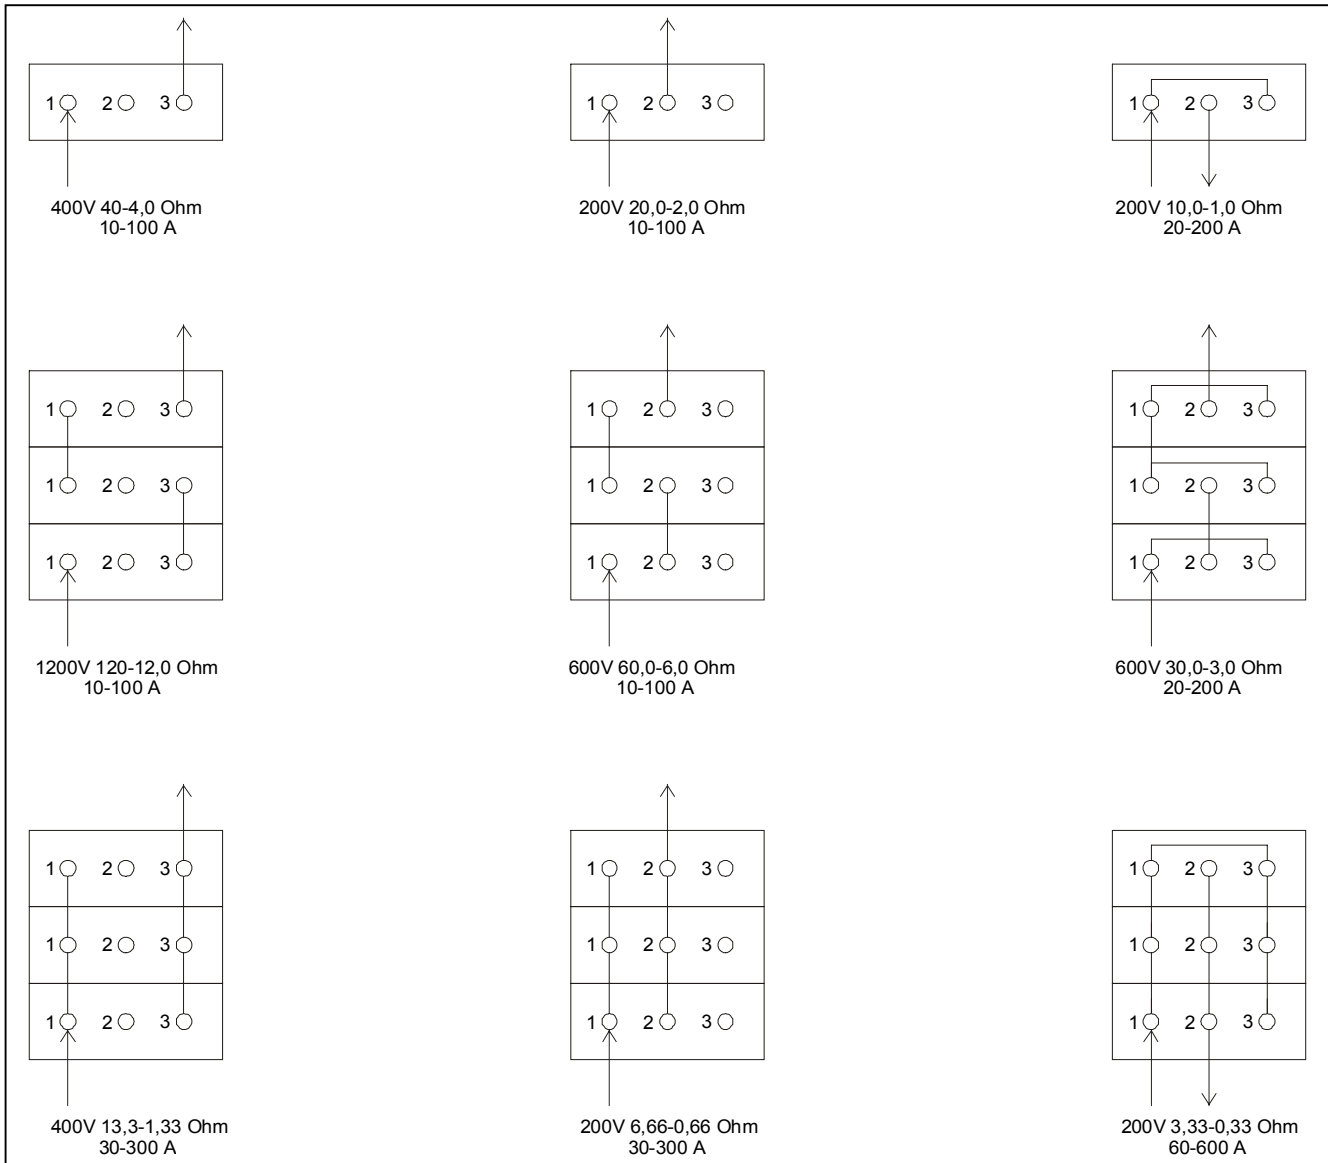 1 2 3
1 2 3
1 2 3
400V 40-4,0 Ohm
10-100 A
200V 20,0-2,0 Ohm
10-100 A
200V 10,0-1,0 Ohm
20-200 A
1 2 3
1 2 3
1 2 3
1200V 120-12,0 Ohm
10-100 A
1 2 3
1 2 3
1 2 3
600V 60,0-6,0 Ohm
10-100 A
1 2 3
1 2 3
1 2 3
600V 30,0-3,0 Ohm
20-200 A
1 2 3
1 2 3
1 2 3
400V 13,3-1,33 Ohm
30-300 A
1 2 3
1 2 3
1 2 3
200V 6,66-0,66 Ohm
30-300 A
1 2 3
1 2 3
1 2 3
200V 3,33-0,33 Ohm
60-600 A